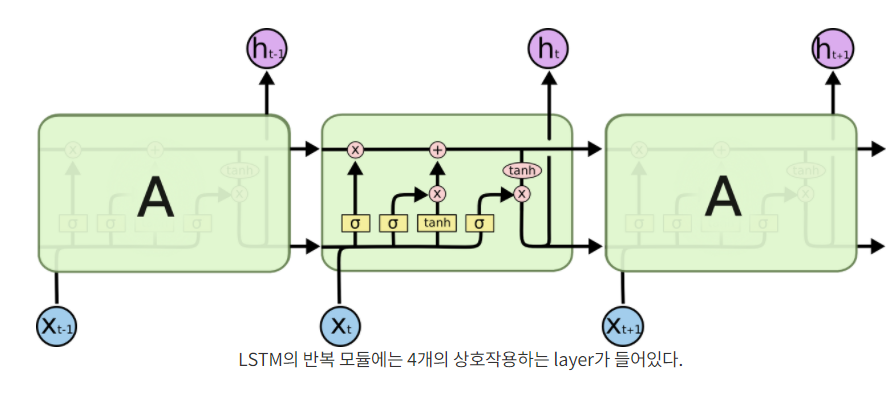 ht-1 ht ht+1
x + x + x +
tanh tanh tanh
x x x
A A
σ σ σ σ σ tanh σ σ σ σ
xt-1 xt xt+1
LSTM의 반복 모듈에는 4개의 상호작용하는 layer가 들어있다.